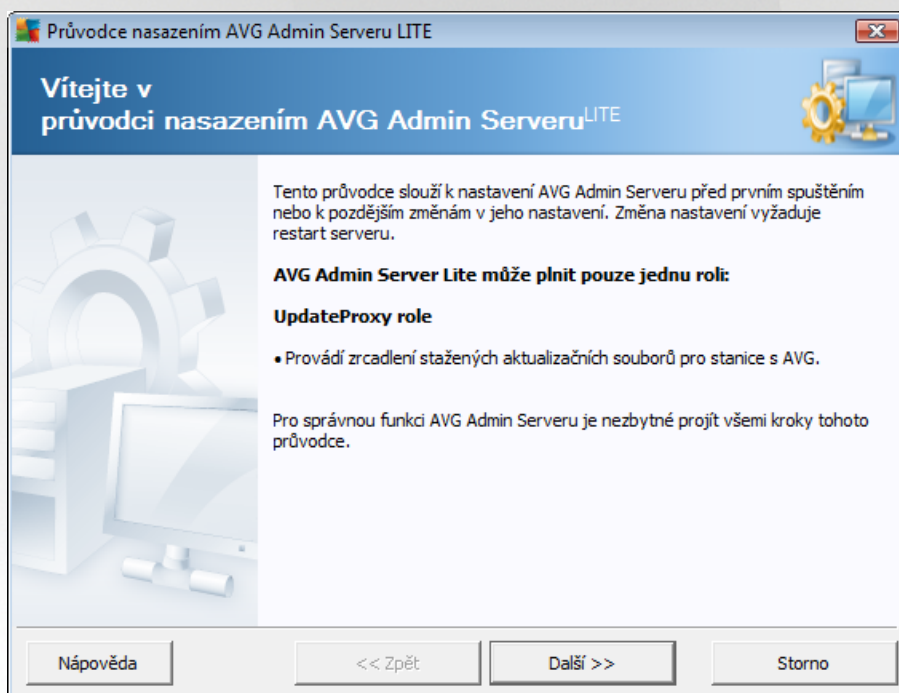 Průvodce nasazením AVG Admin Serveru LITE
Vítejte v
průvodci nasazením AVG Admin Serveru LITE
Tento průvodce slouží k nastavení AVG Admin Serveru před prvním spuštěním
nebo k pozdějším změnám v jeho nastavení. Změna nastavení vyžaduje
restart serveru.
AVG Admin Server Lite může plnit pouze jednu roli:
UpdateProxy role
• Provádí zrcadlení stažených aktualizačních souborů pro stanice s AVG.
Pro správnou funkci AVG Admin Serveru je nezbytné projít všemi kroky tohoto
průvodce.
Nápověda
<< Zpět
Další >>
Storno